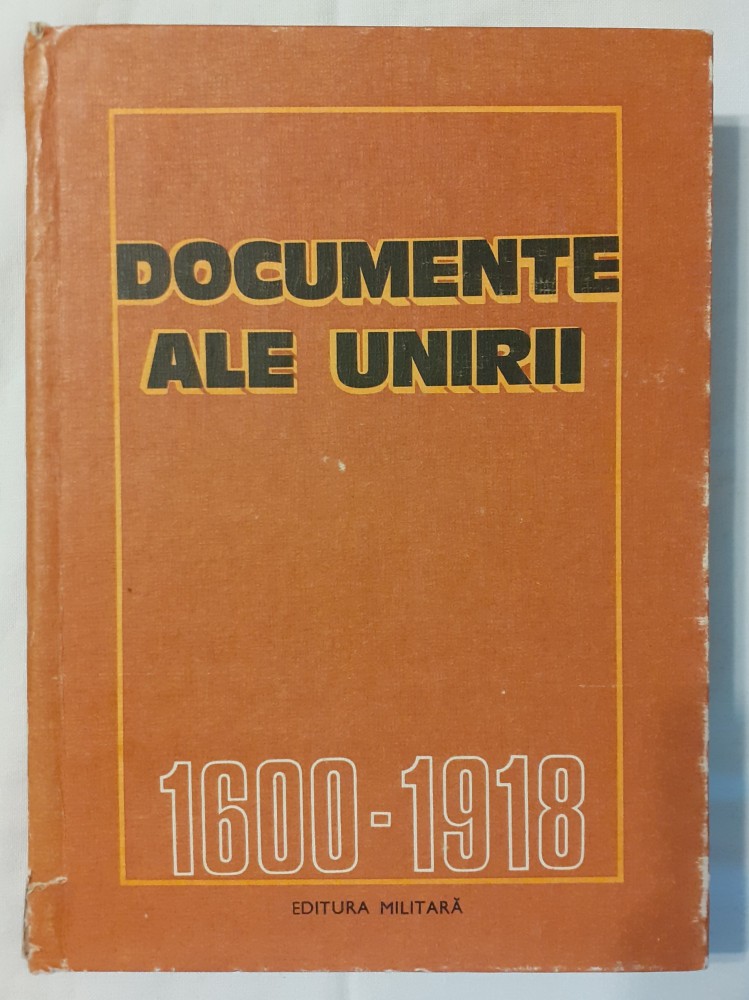 DOCUMENTE
ALE UNIRII
1600-1918
EDITURA MILITARĂ